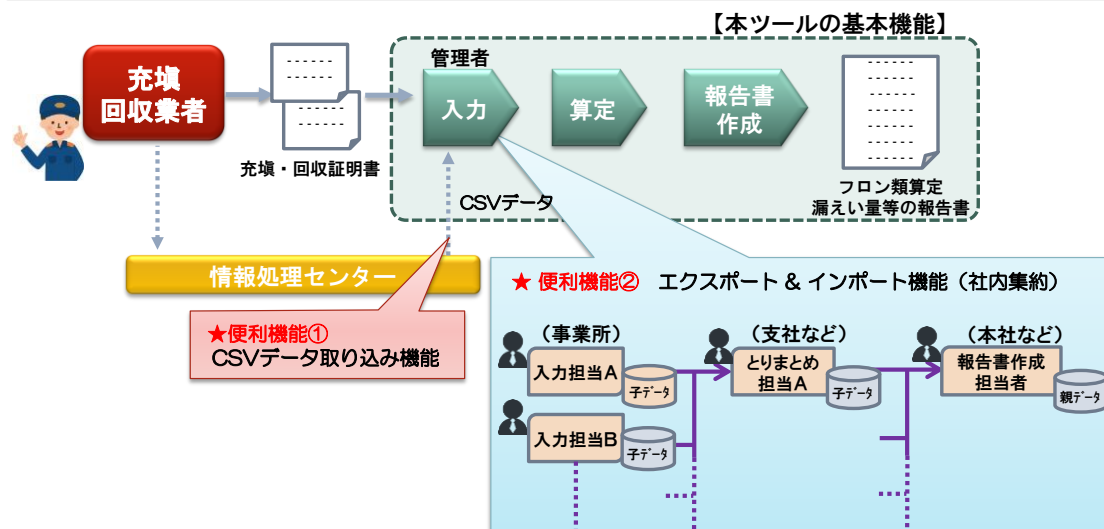 【本ツールの基本機能】
充塡
回収業者
充塡・回収証明書
管理者
入力
算定
報告書
作成
フロン類算定
漏えい量等の報告書
CSVデータ
情報処理センター
★便利機能①
CSVデータ取り込み機能
★ 便利機能② エクスポート & インポート機能（社内集約）
（事業所）
（支社など）
（本社など）
入力担当A
子データ
とりまとめ
担当A
子データ
報告書作成
担当者
親データ
入力担当B
子データ